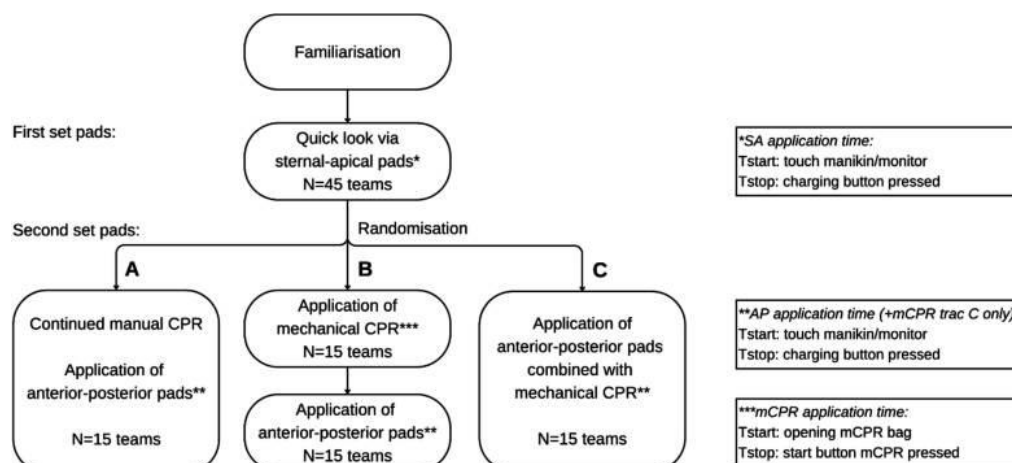 Familiarisation
First set pads:
Quick look via
sternal-apical pads*
N=45 teams
*SA application time:
Tstart: touch manikin/monitor
Tstop: charging button pressed
Second set pads:
Randomisation
A
B
C
Continued manual CPR
Application of
anterior-posterior pads**
N=15 teams
Application of
mechanical CPR***
N=15 teams
Application of
anterior-posterior pads**
N=15 teams
Application of
anterior-posterior pads
combined with
mechanical CPR**
N=15 teams
**AP application time (+mCPR trac C only)
Tstart: touch manikin/monitor
Tstop: charging button pressed
***mCPR application time:
Tstart: opening mCPR bag
Tstop: start button mCPR pressed